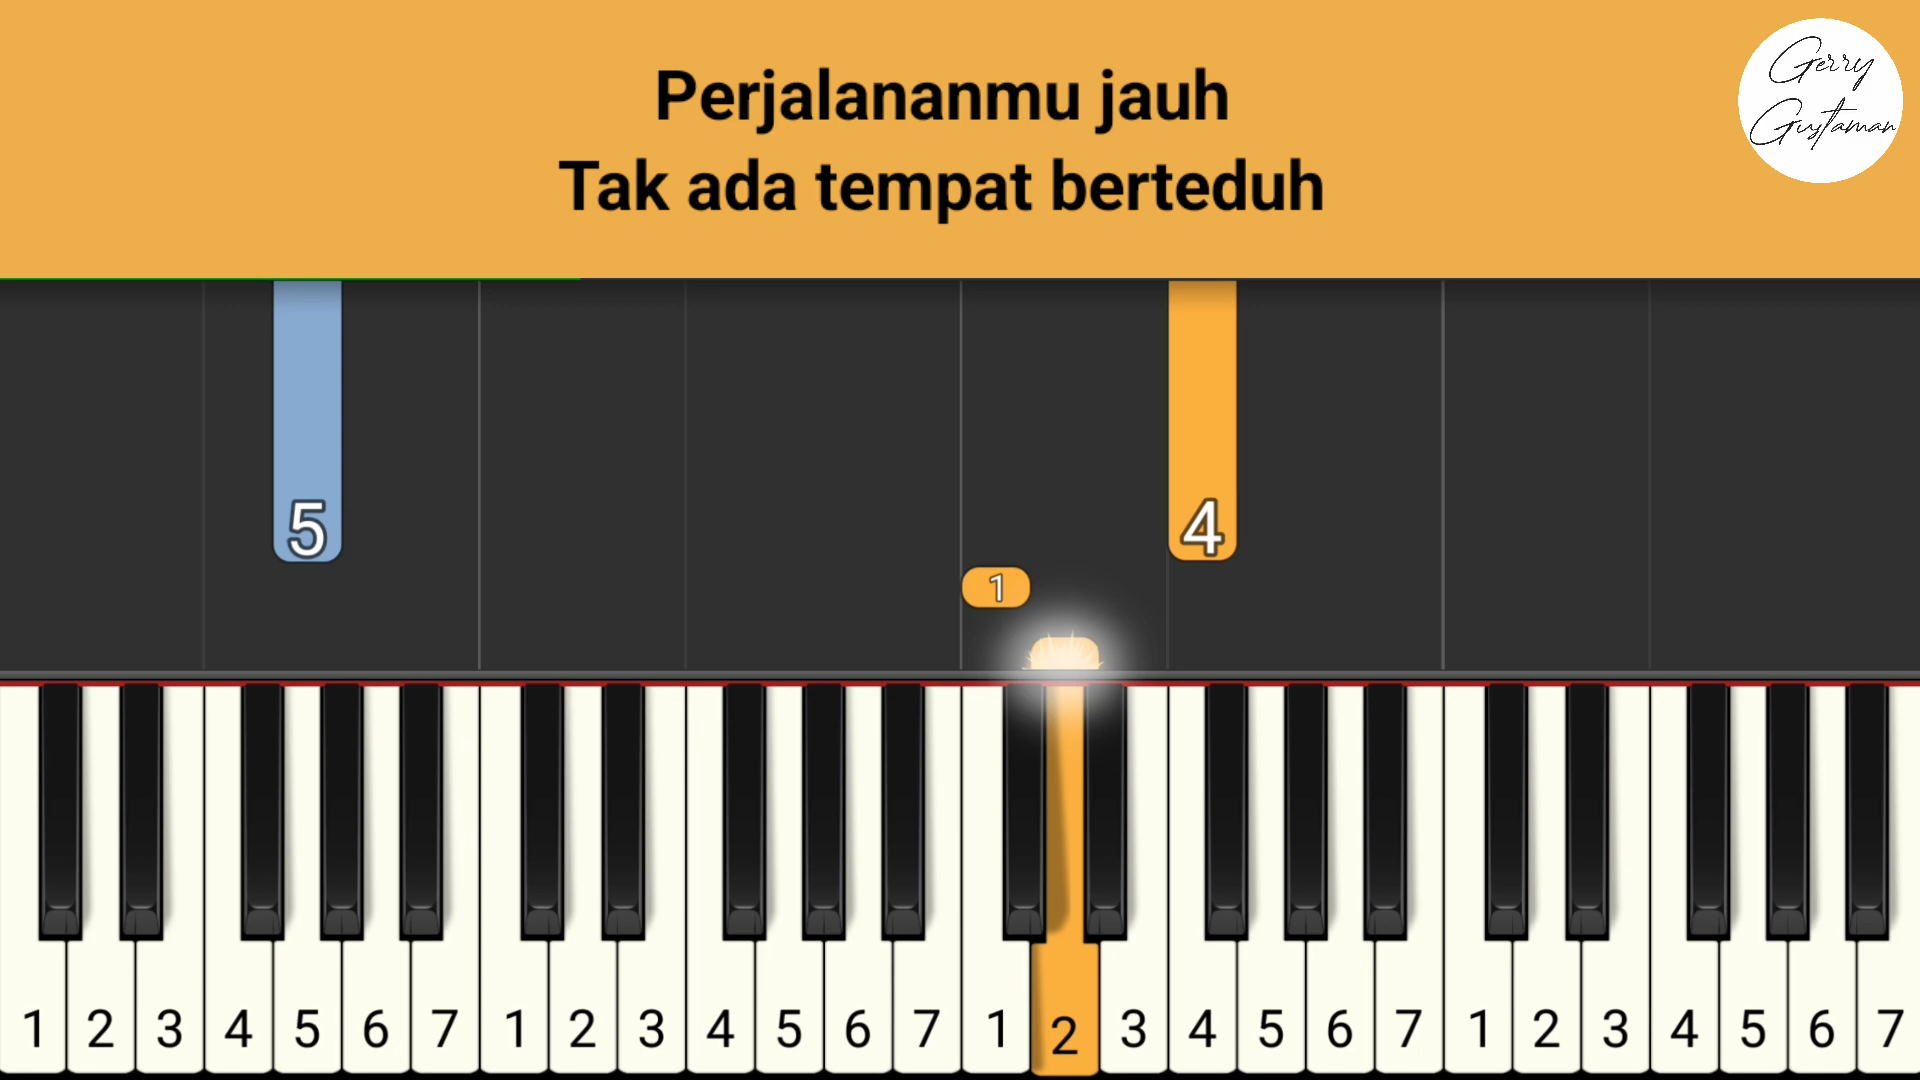 Perjalananmu jauh
Tak ada tempat berteduh
Gerry
Gustaman
5
4
1
1 2 3 4 5 6 7 1 2 3 4 5 6 7 1 2 3 4 5 6 7 1 2 3 4 5 6 7